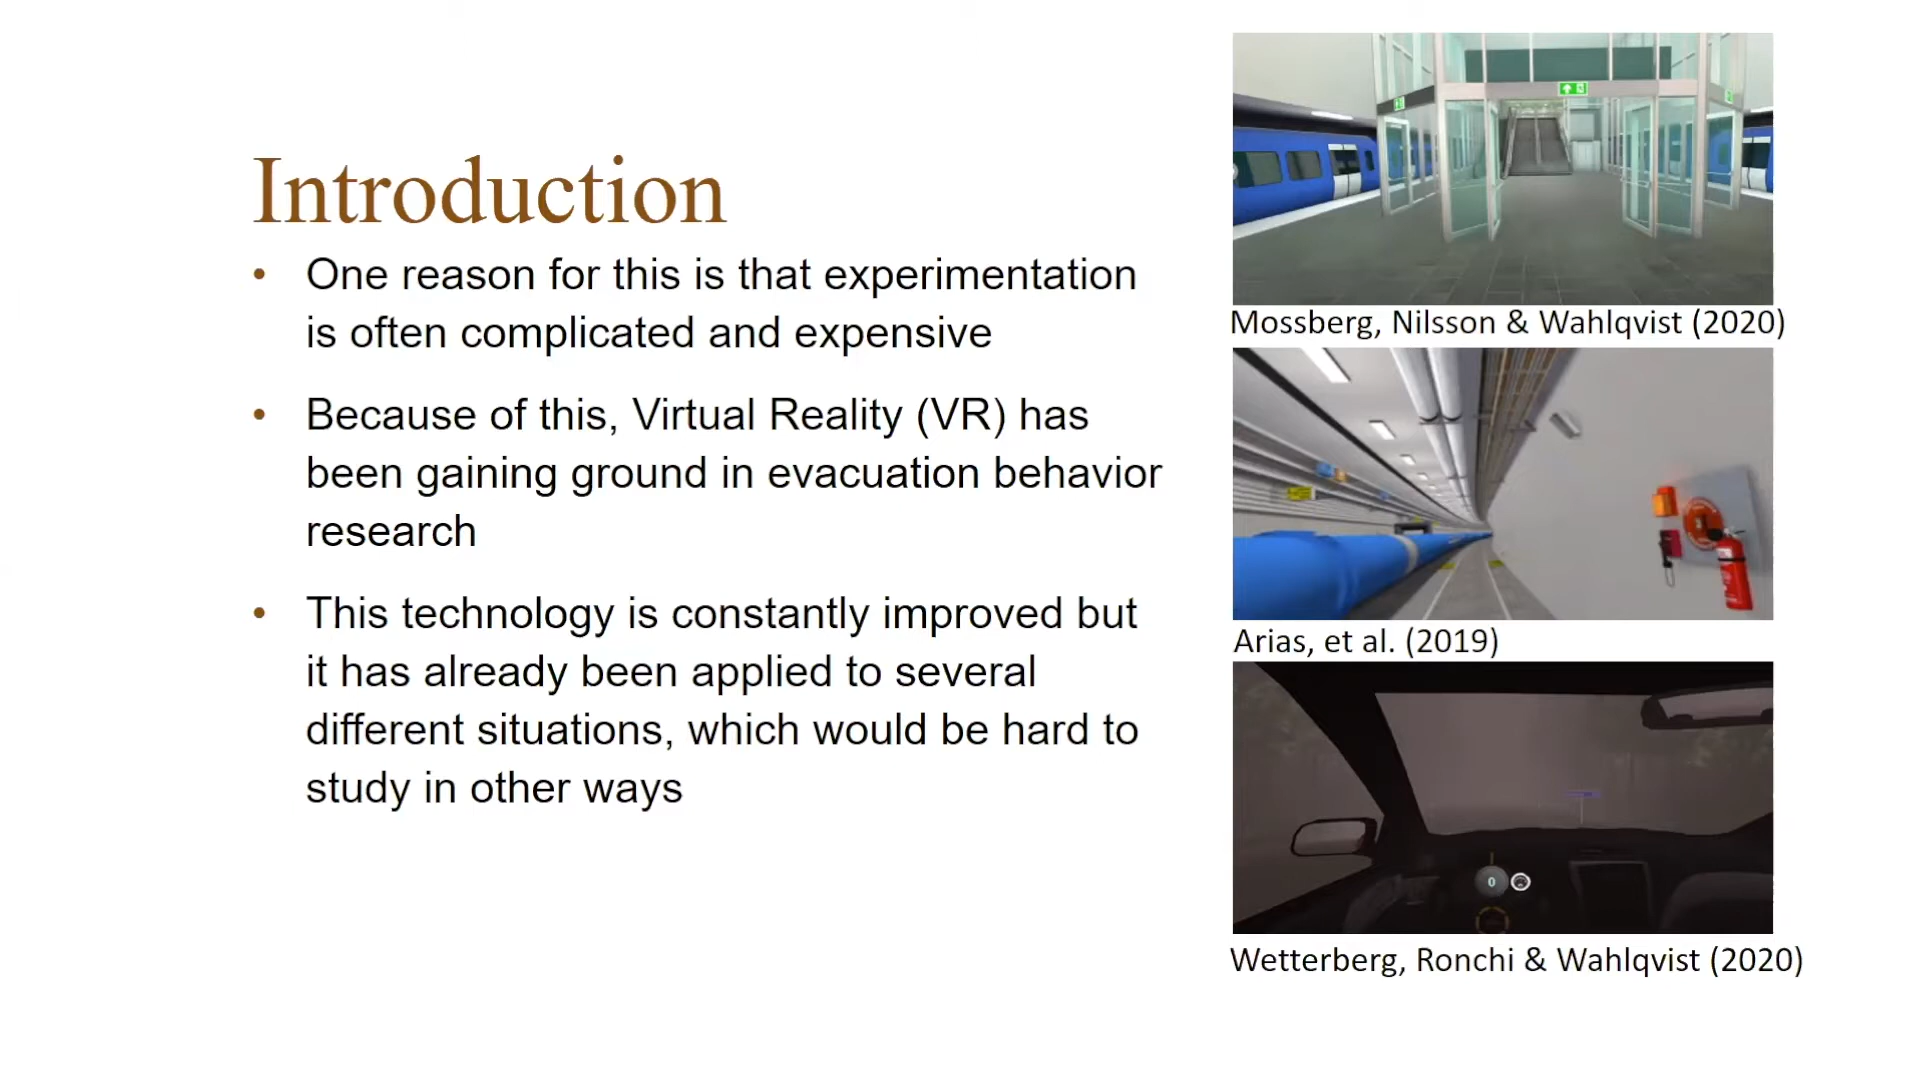 Introduction
• One reason for this is that experimentation
is often complicated and expensive
• Because of this, Virtual Reality (VR) has
been gaining ground in evacuation behavior
research
• This technology is constantly improved but
it has already been applied to several
different situations, which would be hard to
study in other ways
Mossberg, Nilsson & Wahlqvist (2020)
Arias, et al. (2019)
0
Wetterberg, Ronchi & Wahlqvist (2020)